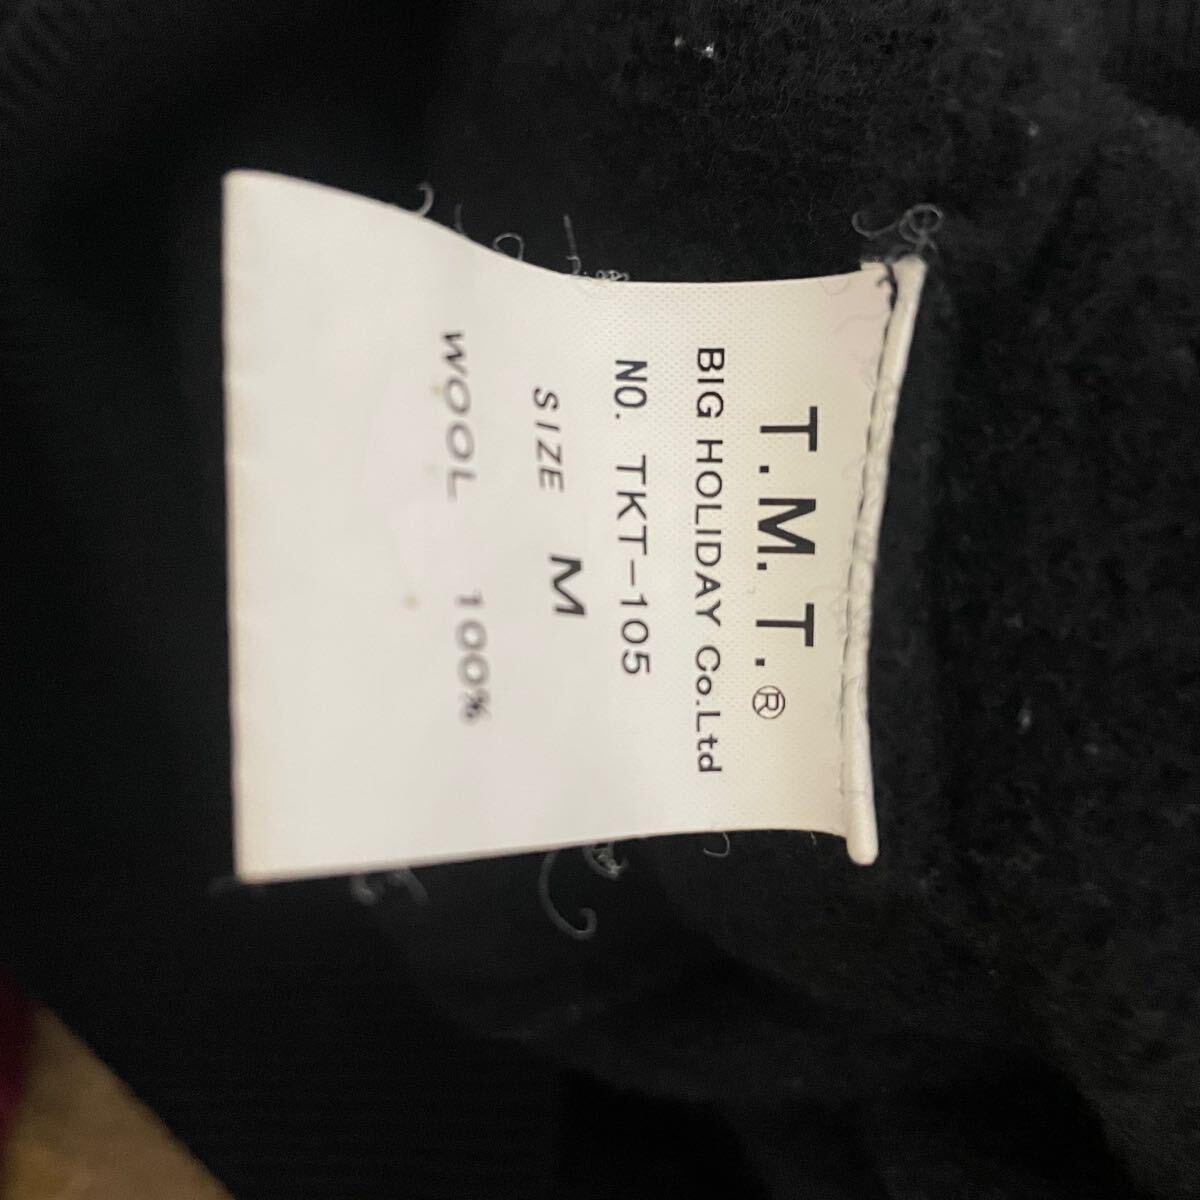 T.M.T.®
BIG HOLIDAY Co.Ltd
NO. TKT-105
SIZE M
WOOL 100%